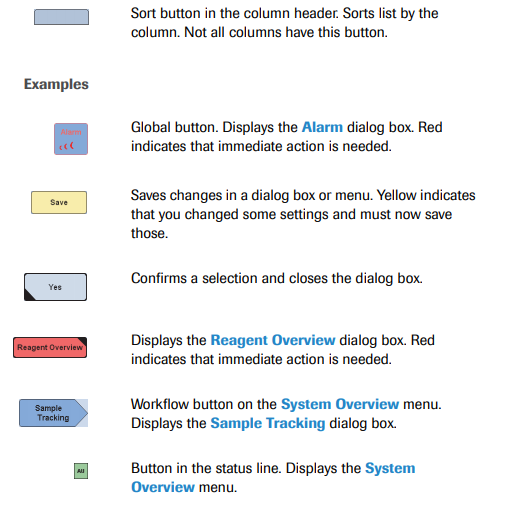 Sort button in the column header. Sorts list by the
column. Not all columns have this button.
Examples
Alarm
Global button. Displays the Alarm dialog box. Red
indicates that immediate action is needed.
Save
Saves changes in a dialog box or menu. Yellow indicates
that you changed some settings and must now save
those.
Yes
Confirms a selection and closes the dialog box.
Reagent Overview
Displays the Reagent Overview dialog box. Red
indicates that immediate action is needed.
Sample
Tracking
Workflow button on the System Overview menu.
Displays the Sample Tracking dialog box.
All
Button in the status line. Displays the System
Overview menu.